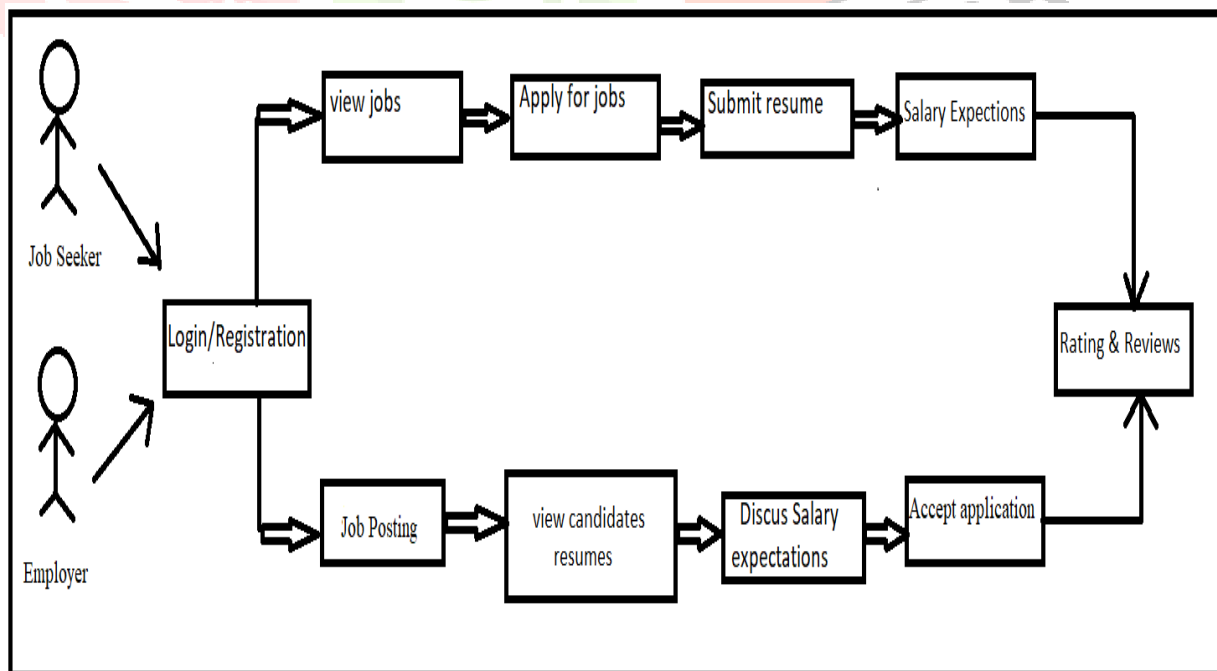 view jobs
Apply for jobs
Submit resume
Salary Expections
Job Seeker
Login/Registration
Rating & Reviews
Employer
Job Posting
view candidates
resumes
Discus Salary
expectations
Accept application